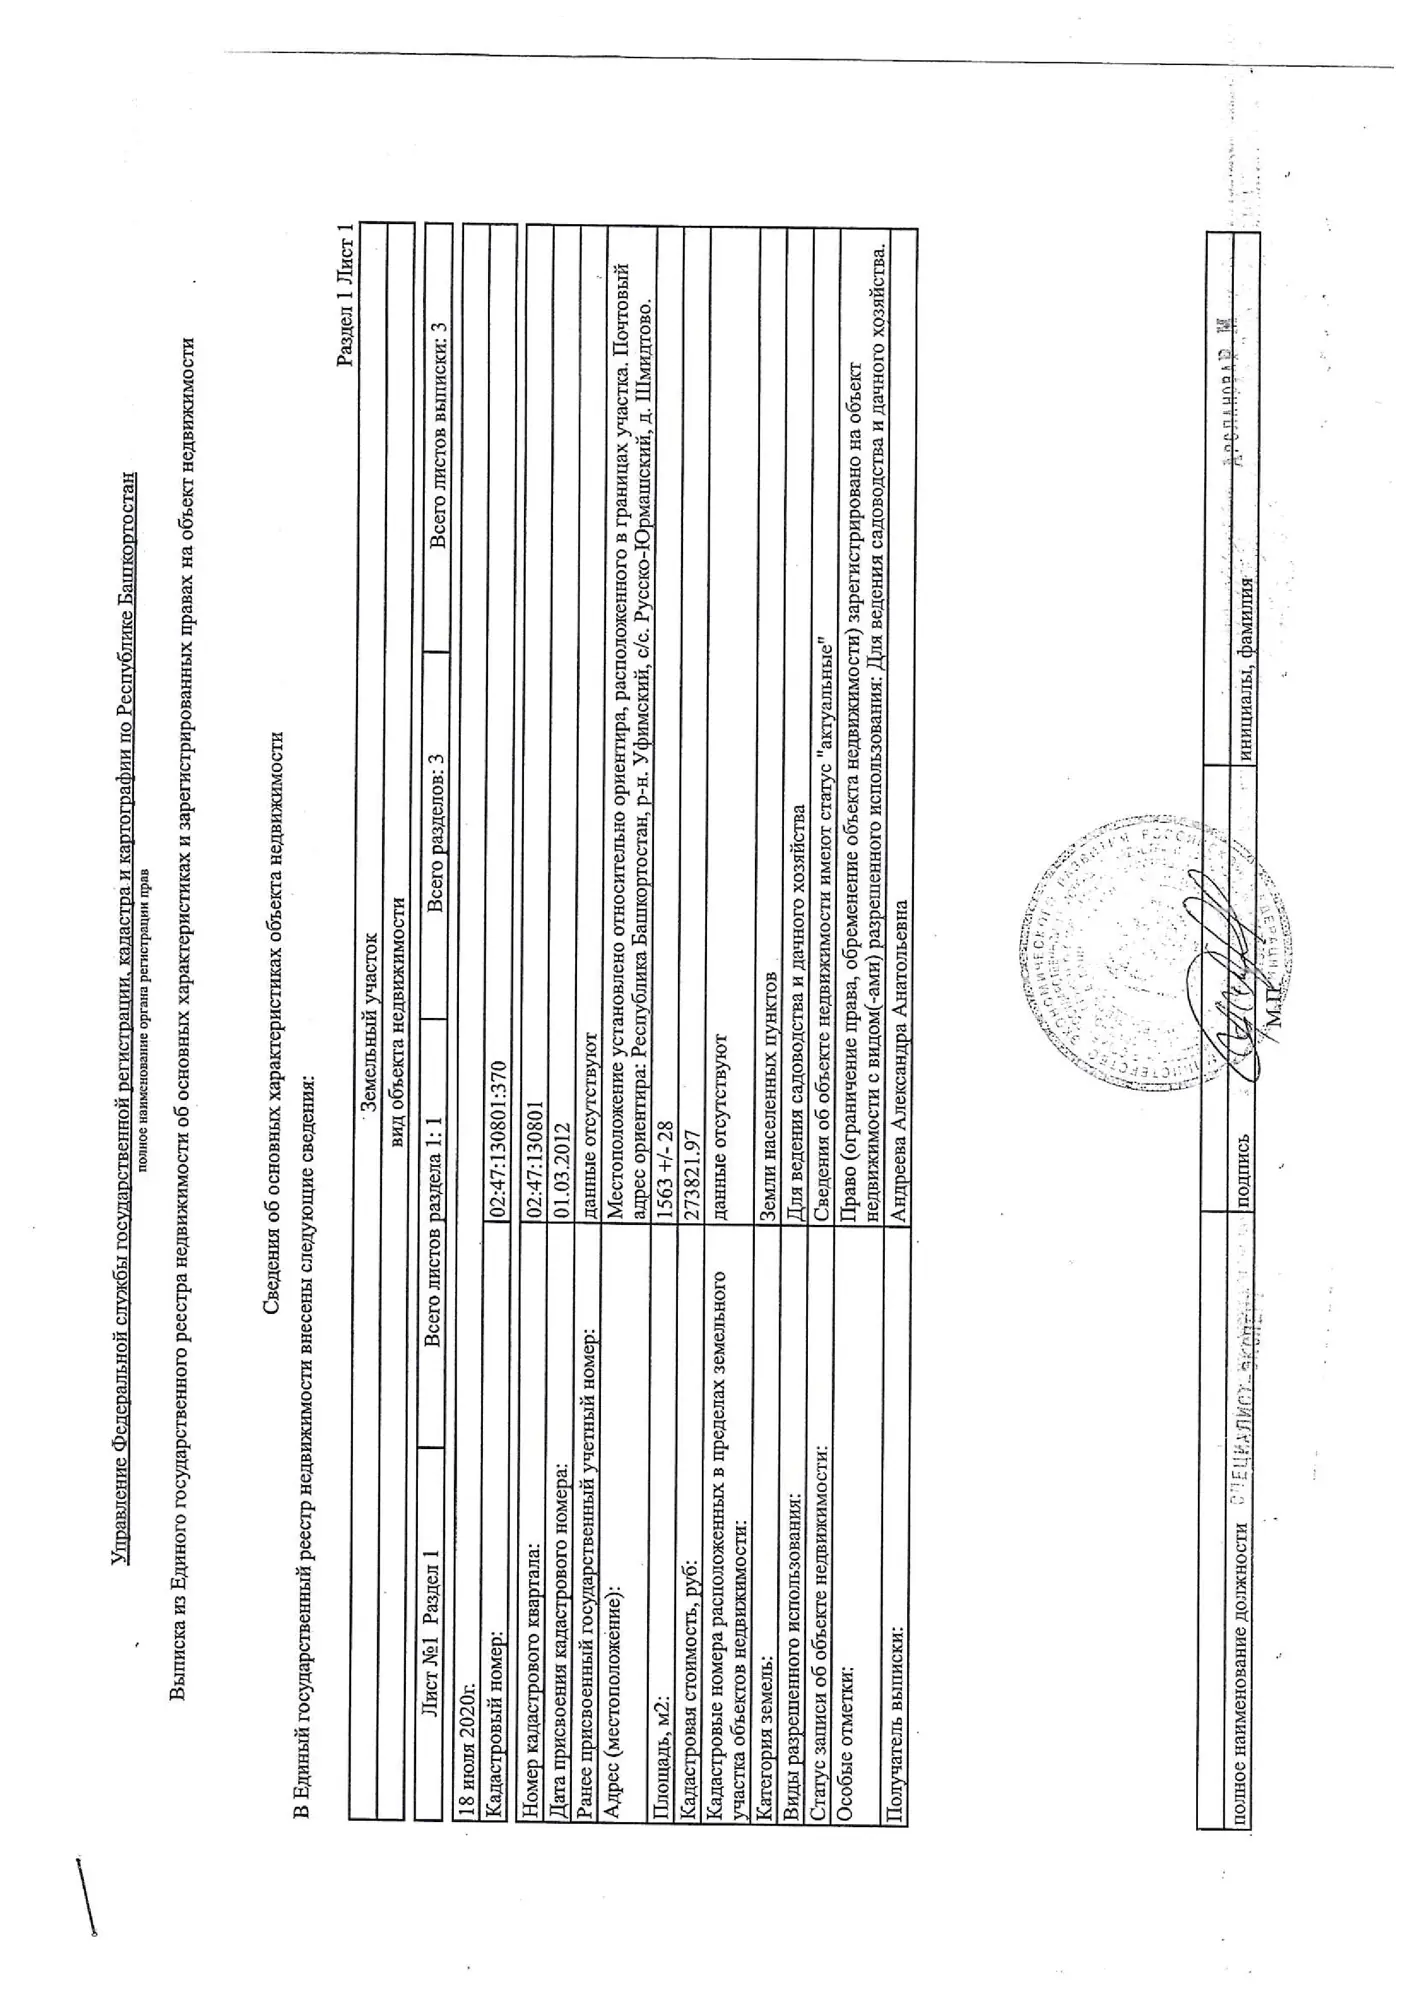 Управление Федеральной службы государственной регистрации, кадастра и картографии по Республике Башкортостан
полное наименование органа регистрации прав
Выписка из Единого государственного реестра недвижимости об основных характеристиках и зарегистрированных правах на объект недвижимости
Сведения об основных характеристиках объекта недвижимости
В Единый государственный реестр недвижимости внесены следующие сведения:
Раздел 1 Лист 1
Земельный участок
вид объекта недвижимости
Лист №1 Раздел 1 Всего листов раздела 1: 1 Всего разделов: 3 Всего листов выписки: 3
18 июля 2020г.
Кадастровый номер: 02:47:130801:370
Номер кадастрового квартала: 02:47:130801
Дата присвоения кадастрового номера: 01.03.2012
Ранее присвоенный государственный учетный номер: данные отсутствуют
Адрес (местоположение): Местоположение установлено относительно ориентира, расположенного в границах участка. Почтовый
адрес ориентира: Республика Башкортостан, р-н. Уфимский, с/с. Русско-Юрмашский, д. Шмидтово.
Площадь, м2: 1563 +/- 28
Кадастровая стоимость, руб: 273821.97
Кадастровые номера расположенных в пределах земельного
участка объектов недвижимости: данные отсутствуют
Категория земель: Земли населенных пунктов
Виды разрешенного использования: Для ведения садоводства и дачного хозяйства
Статус записи об объекте недвижимости: Сведения об объекте недвижимости имеют статус "актуальные"
Особые отметки: Право (ограничение права, обременение объекта недвижимости) зарегистрировано на объект
недвижимости с видом(-ами) разрешенного использования: Для ведения садоводства и дачного хозяйства.
Получатель выписки: Андреева Александра Анатольевна
СПЕЦИАЛИСТ-ЭКСПЕРТ
полное наименование должности подпись инициалы, фамилия
М.П.